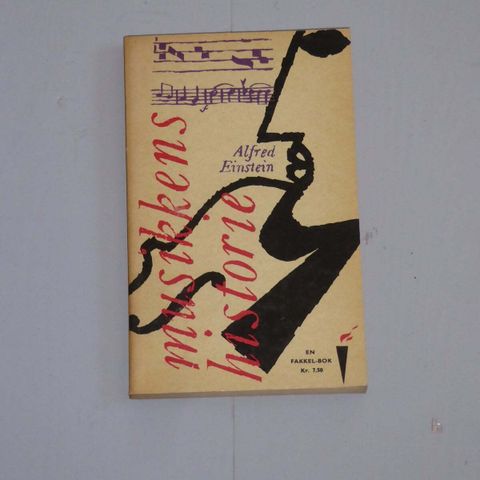 musikkens
historie
Alfred
Einstein
EN
FAKKEL-BOK
Kr. 7,50